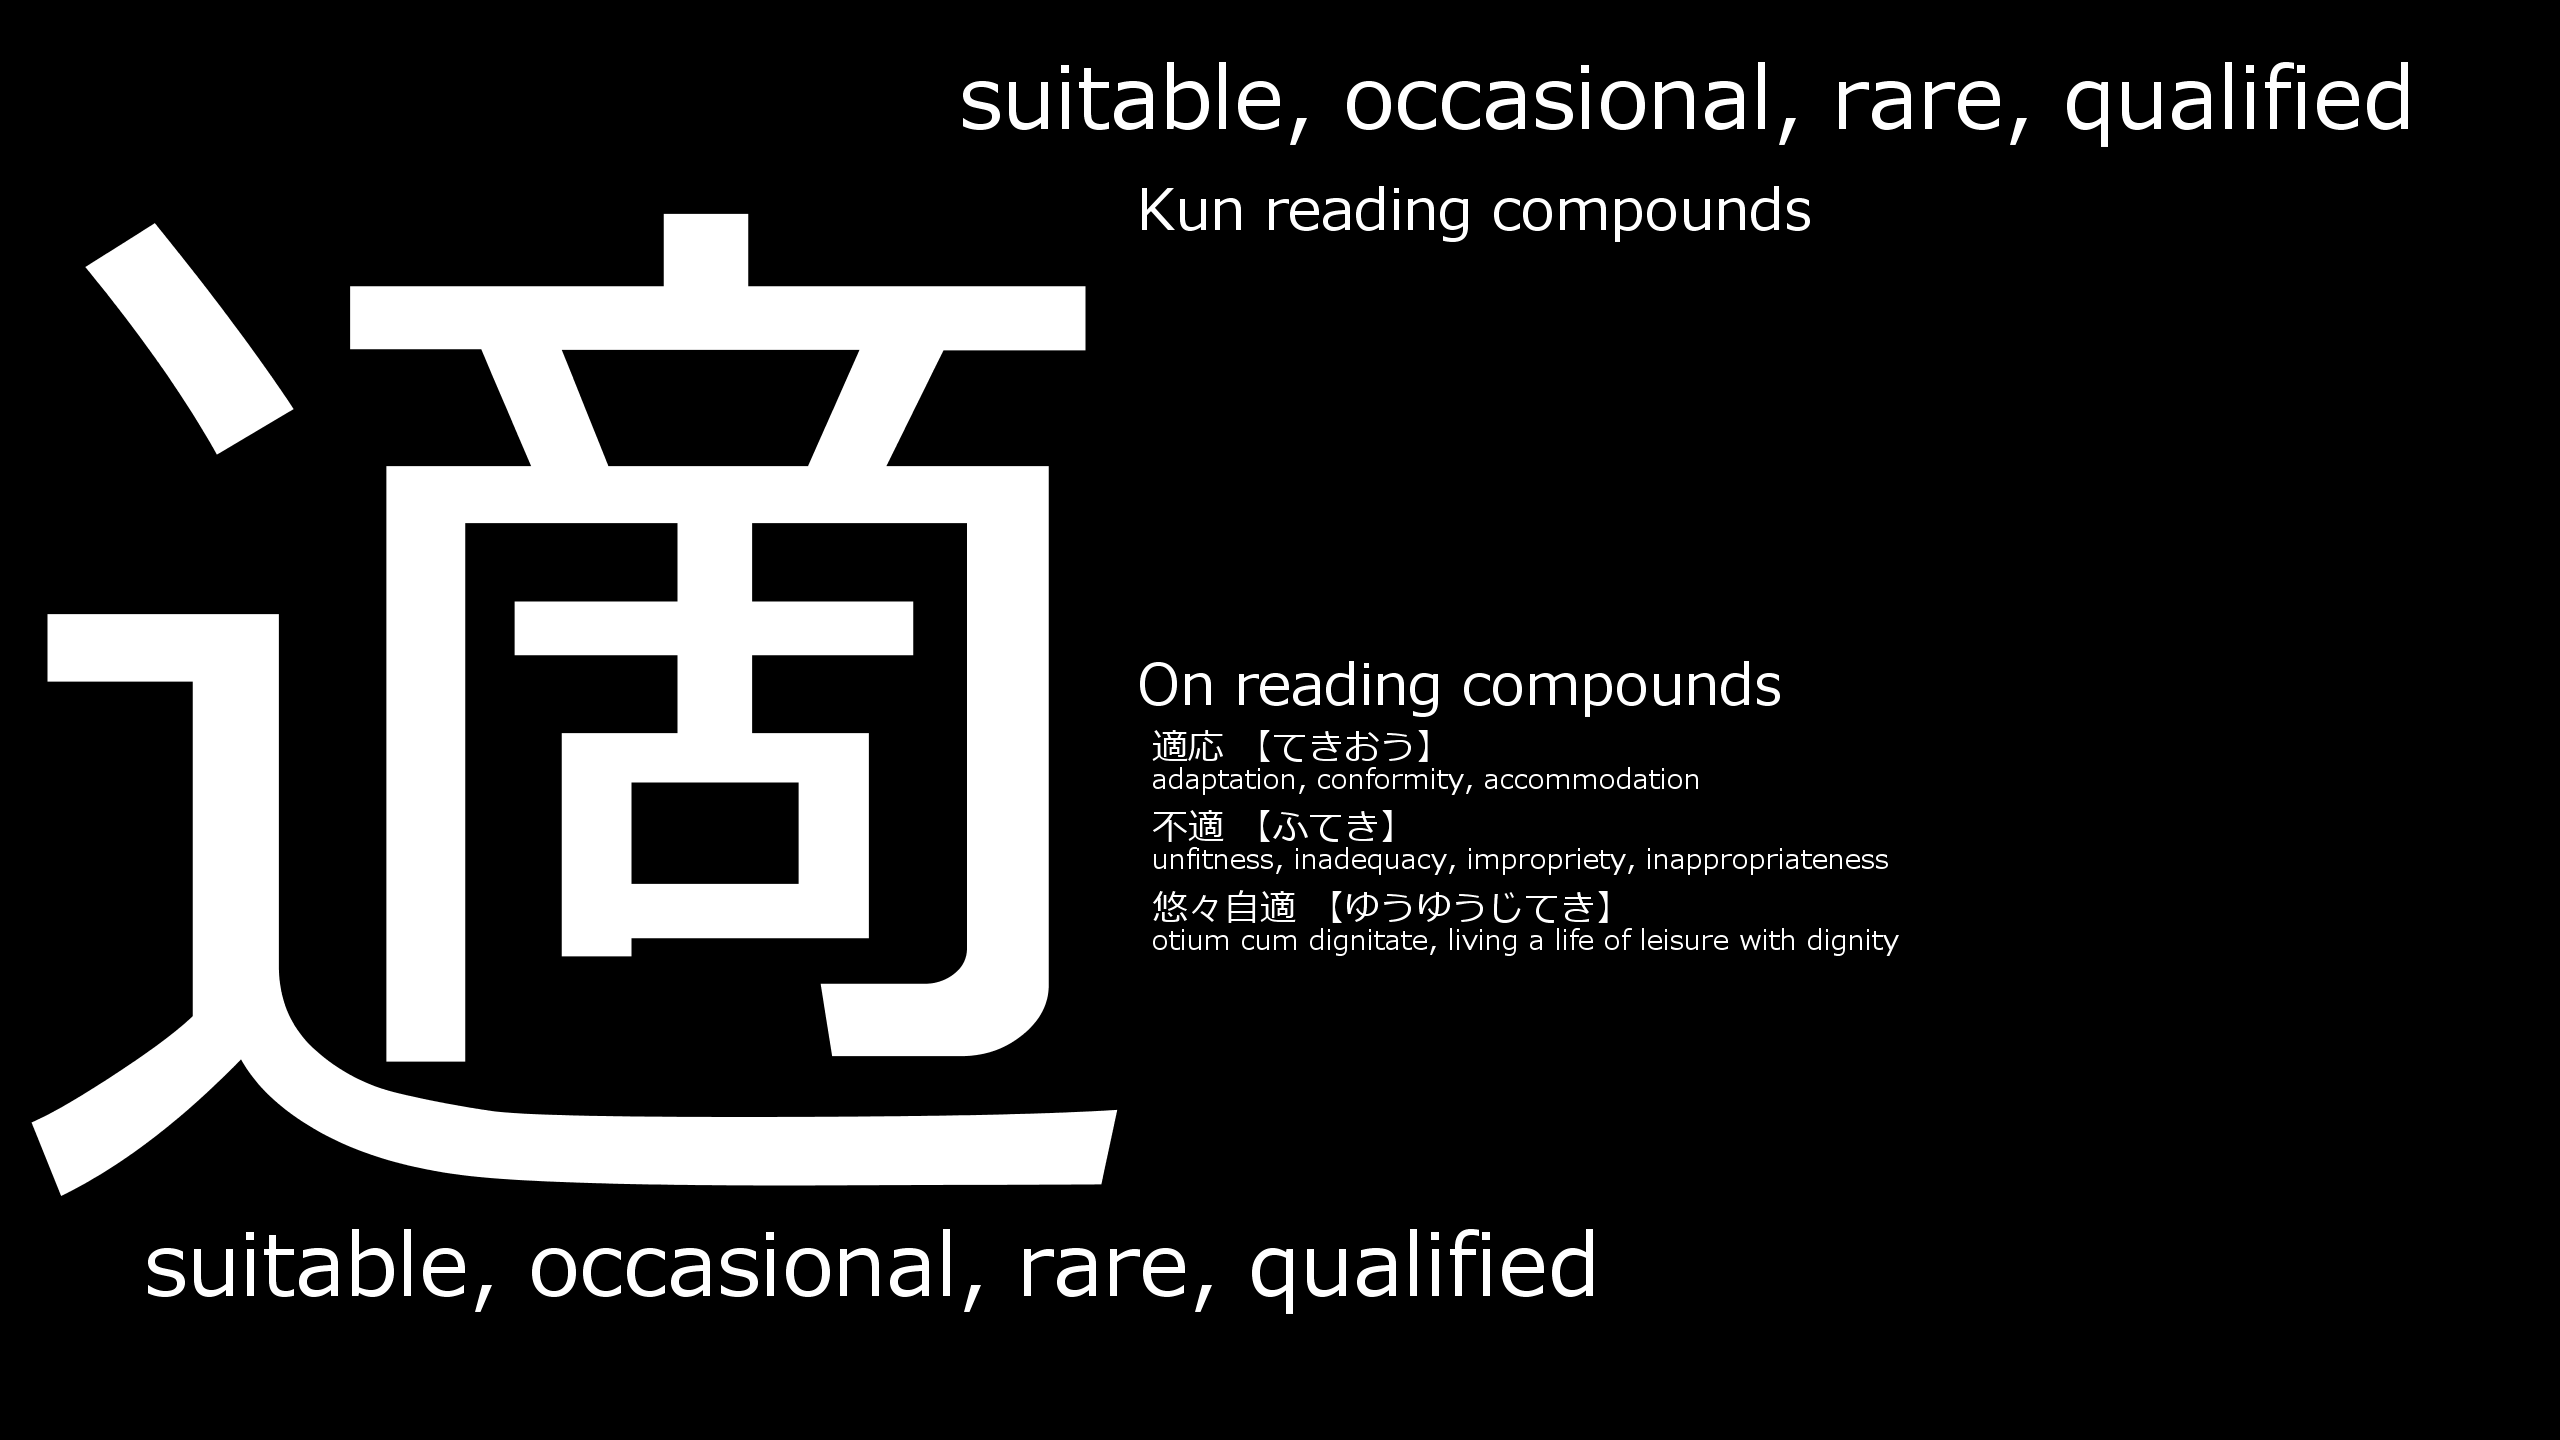 suitable, occasional, rare, qualified
Kun reading compounds
適
On reading compounds
適応 【てきおう】
adaptation, conformity, accommodation
不適 【ふてき】
unfitness, inadequacy, impropriety, inappropriateness
悠々自適 【ゆうゆうじてき】
otium cum dignitate, living a life of leisure with dignity
suitable, occasional, rare, qualified